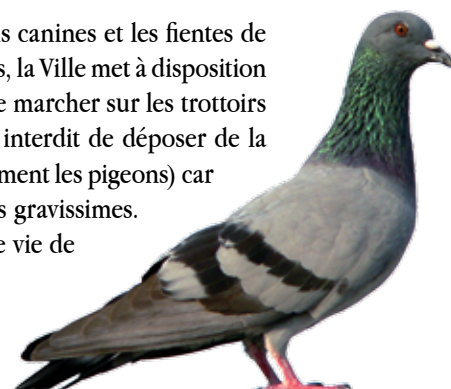 canines et les fientes de
, la Ville met à disposition
marcher sur les trottoirs
interdit de déposer de la
ment les pigeons) car
s gravissimes.
e vie de